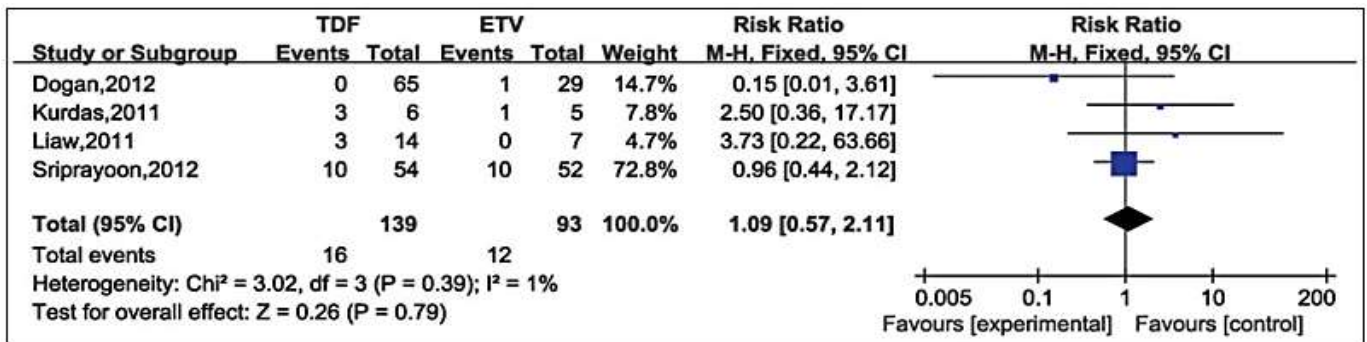 TDF ETV Risk Ratio Risk Ratio
Study or Subgroup Events Total Events Total Weight M-H, Fixed, 95% CI M-H, Fixed, 95% CI
Dogan,2012 0 65 1 29 14.7% 0.15 [0.01, 3.61]
Kurdas,2011 3 6 1 5 7.8% 2.50 [0.36, 17.17]
Liaw,2011 3 14 0 7 4.7% 3.73 [0.22, 63.66]
Sriprayoon,2012 10 54 10 52 72.8% 0.96 [0.44, 2.12]
Total (95% CI) 139 93 100.0% 1.09 [0.57, 2.11]
Total events 16 12
Heterogeneity: Chi² = 3.02, df = 3 (P = 0.39); I² = 1%
Test for overall effect: Z = 0.26 (P = 0.79)
0.005 0.1 1 10 200
Favours [experimental] Favours [control]